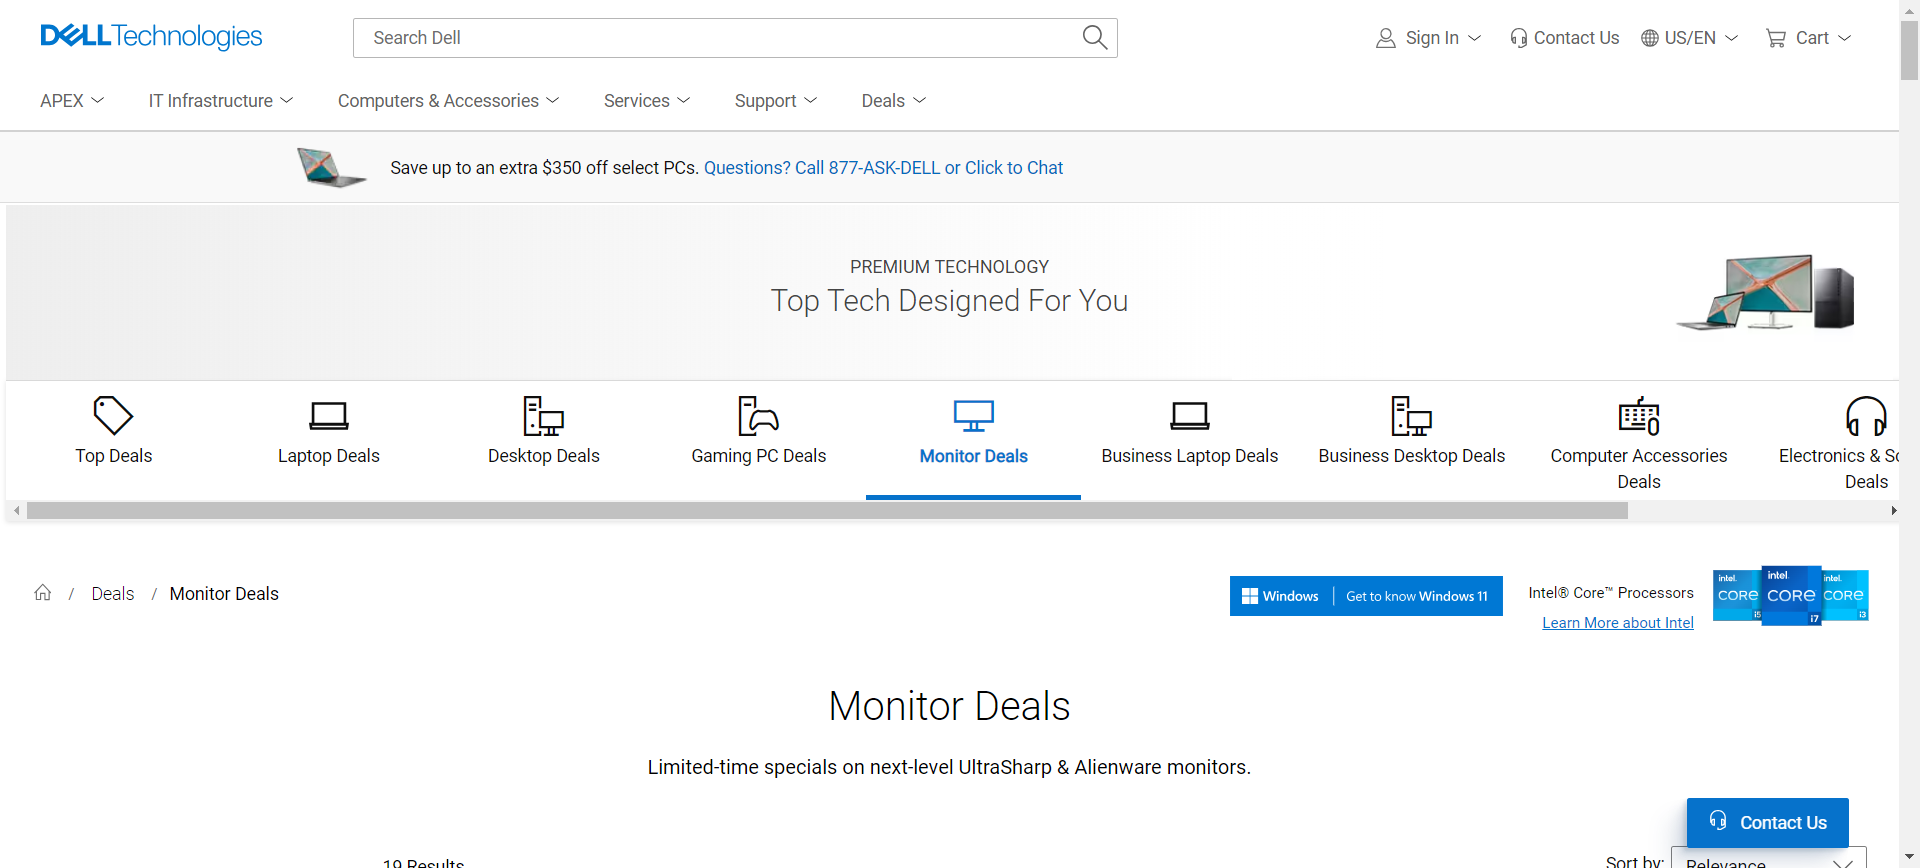 DELLTechnologies
Search Dell
Sign In
Contact Us
US/EN
Cart
APEX
IT Infrastructure
Computers & Accessories
Services
Support
Deals
Save up to an extra $350 off select PCs. Questions? Call 877-ASK-DELL or Click to Chat
PREMIUM TECHNOLOGY
Top Tech Designed For You
Top Deals
Laptop Deals
Desktop Deals
Gaming PC Deals
Monitor Deals
Business Laptop Deals
Business Desktop Deals
Computer Accessories
Deals
Electronics &
Deals
/ Deals / Monitor Deals
Windows | Get to know Windows 11
Intel® Core™ Processors
Learn More about Intel
intel. CORE i5
intel. CORE i7
intel. CORE i3
Monitor Deals
Limited-time specials on next-level UltraSharp & Alienware monitors.
Contact Us
19 Results
Sort by:
Relevance